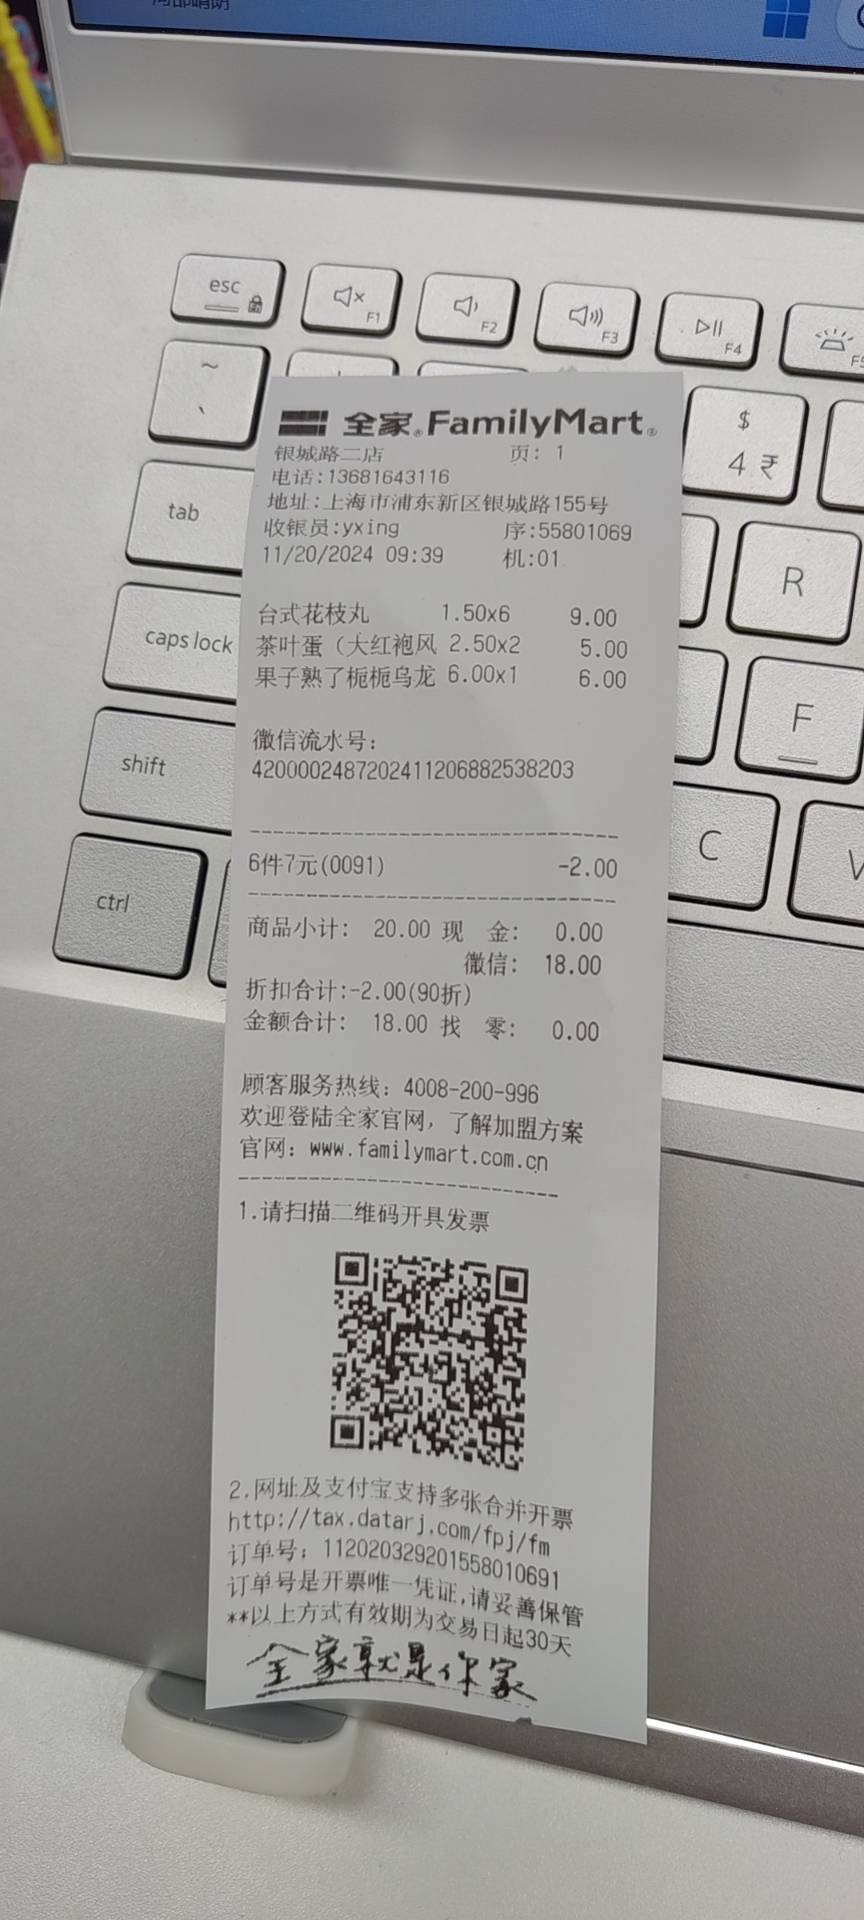 esc
F1
F2
F3
F4
F5
~
`
$
4 ₹
tab
R
caps lock
F
shift
C
V
ctrl
全家®FamilyMart®
银城路二店 页: 1
电话:13681643116
地址:上海市浦东新区银城路155号
收银员:yxing 序:55801069
11/20/2024 09:39 机:01
台式花枝丸 1.50x6 9.00
茶叶蛋（大红袍风 2.50x2 5.00
果子熟了栀栀乌龙 6.00x1 6.00
微信流水号:
4200002487202411206882538203
6件7元(0091) -2.00
商品小计: 20.00 现 金: 0.00
微信: 18.00
折扣合计:-2.00(90折)
金额合计: 18.00 找 零: 0.00
顾客服务热线: 4008-200-996
欢迎登陆全家官网, 了解加盟方案
官网: www.familymart.com.cn
1.请扫描二维码开具发票
2.网址及支付宝支持多张合并开票
http://tax.datarj.com/fpj/fm
订单号: 112020329201558010691
订单号是开票唯一凭证,请妥善保管
**以上方式有效期为交易日起30天
全家就是你家